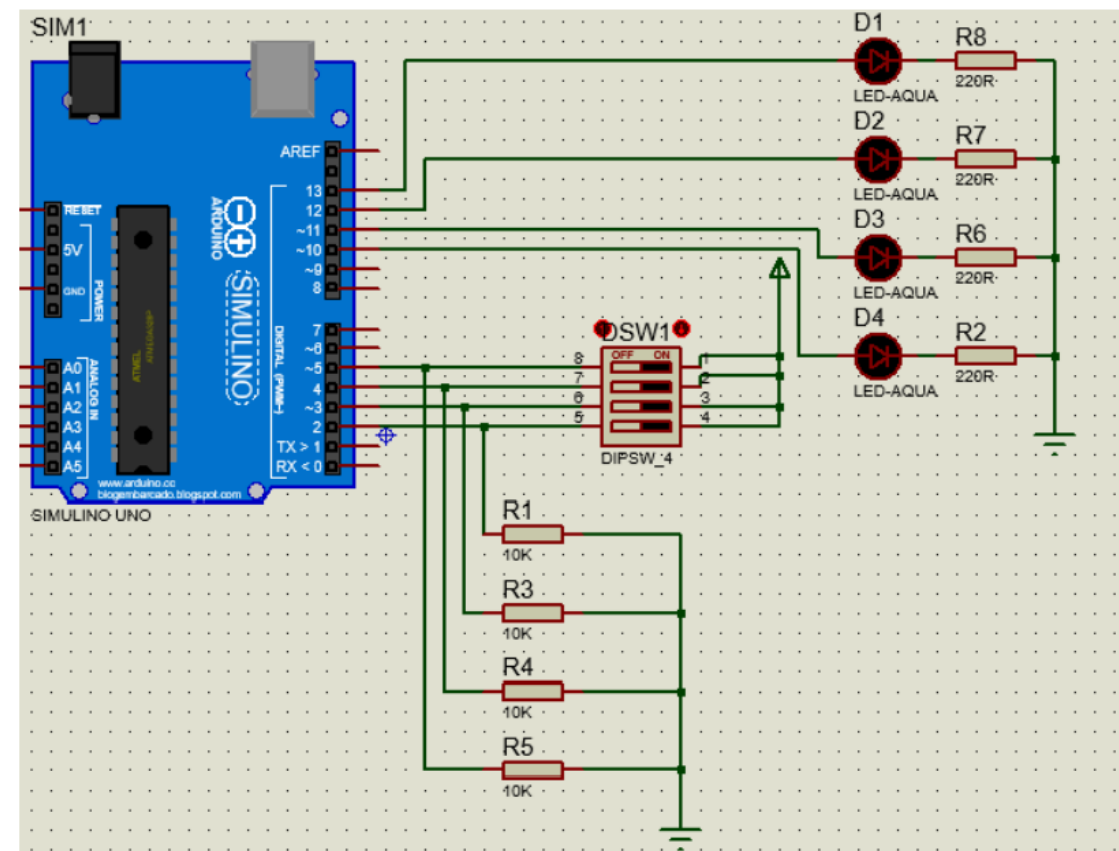 SIM1
AREF
13
12
~11
~10
~9
8
7
~6
~5
4
~3
2
TX > 1
RX < 0
RESET
5V
GND
POWER
A0
A1
A2
A3
A4
A5
ANALOG IN
ATMEL
ARDUINO
SIMULINO
DIGITAL (PWM~)
www.arduino.cc
blogembarcado.blogspot.com
SIMULINO UNO
D1
LED-AQUA
R8
220R
D2
LED-AQUA
R7
220R
D3
LED-AQUA
R6
220R
D4
LED-AQUA
R2
220R
DSW1
OFF ON
8
7
6
5
1
2
3
4
DIPSW_4
R1
10K
R3
10K
R4
10K
R5
10K